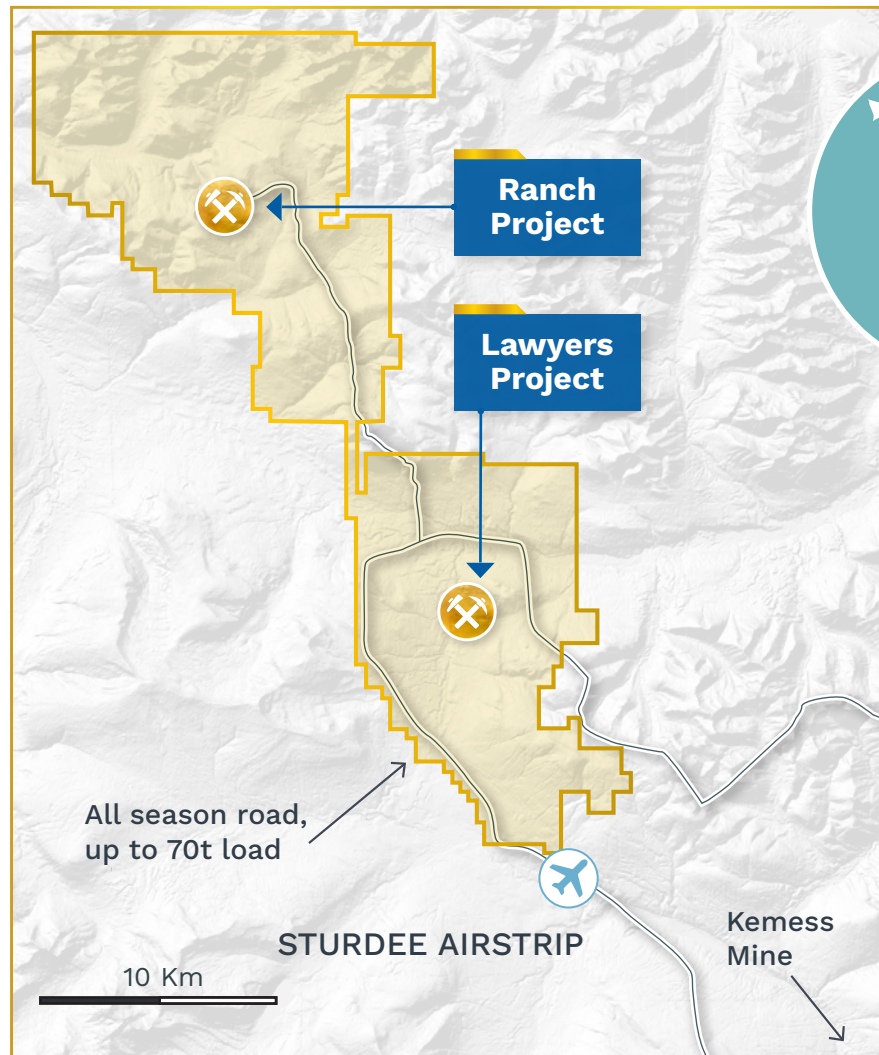 Ranch
Project
Lawyers
Project
All season road,
up to 70t load
STURDEE AIRSTRIP
Kemess
Mine
10 Km